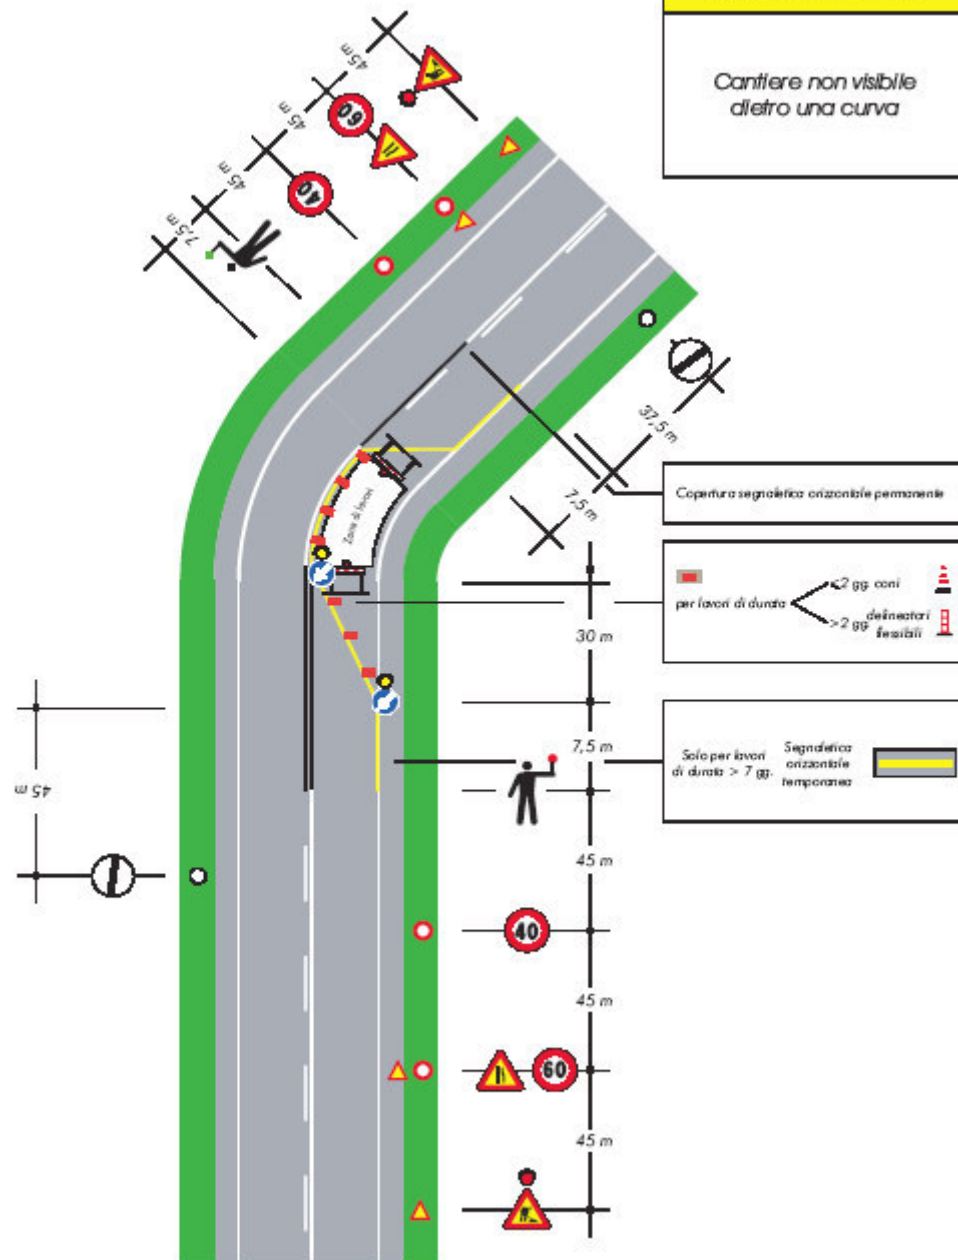 Cantiere non visibile
dietro una curva
45 m
45 m
60
45 m
40
7,5 m
37,5 m
7,5 m
Zona di lavori
Copertura segnaletica orizzontale permanente
per lavori di durata
<2 gg. coni
>2 gg. delineatori
flessibili
30 m
7,5 m
Solo per lavori
di durata > 7 gg.
Segnaletica
orizzontale
temporanea
45 m
45 m
40
45 m
60
45 m